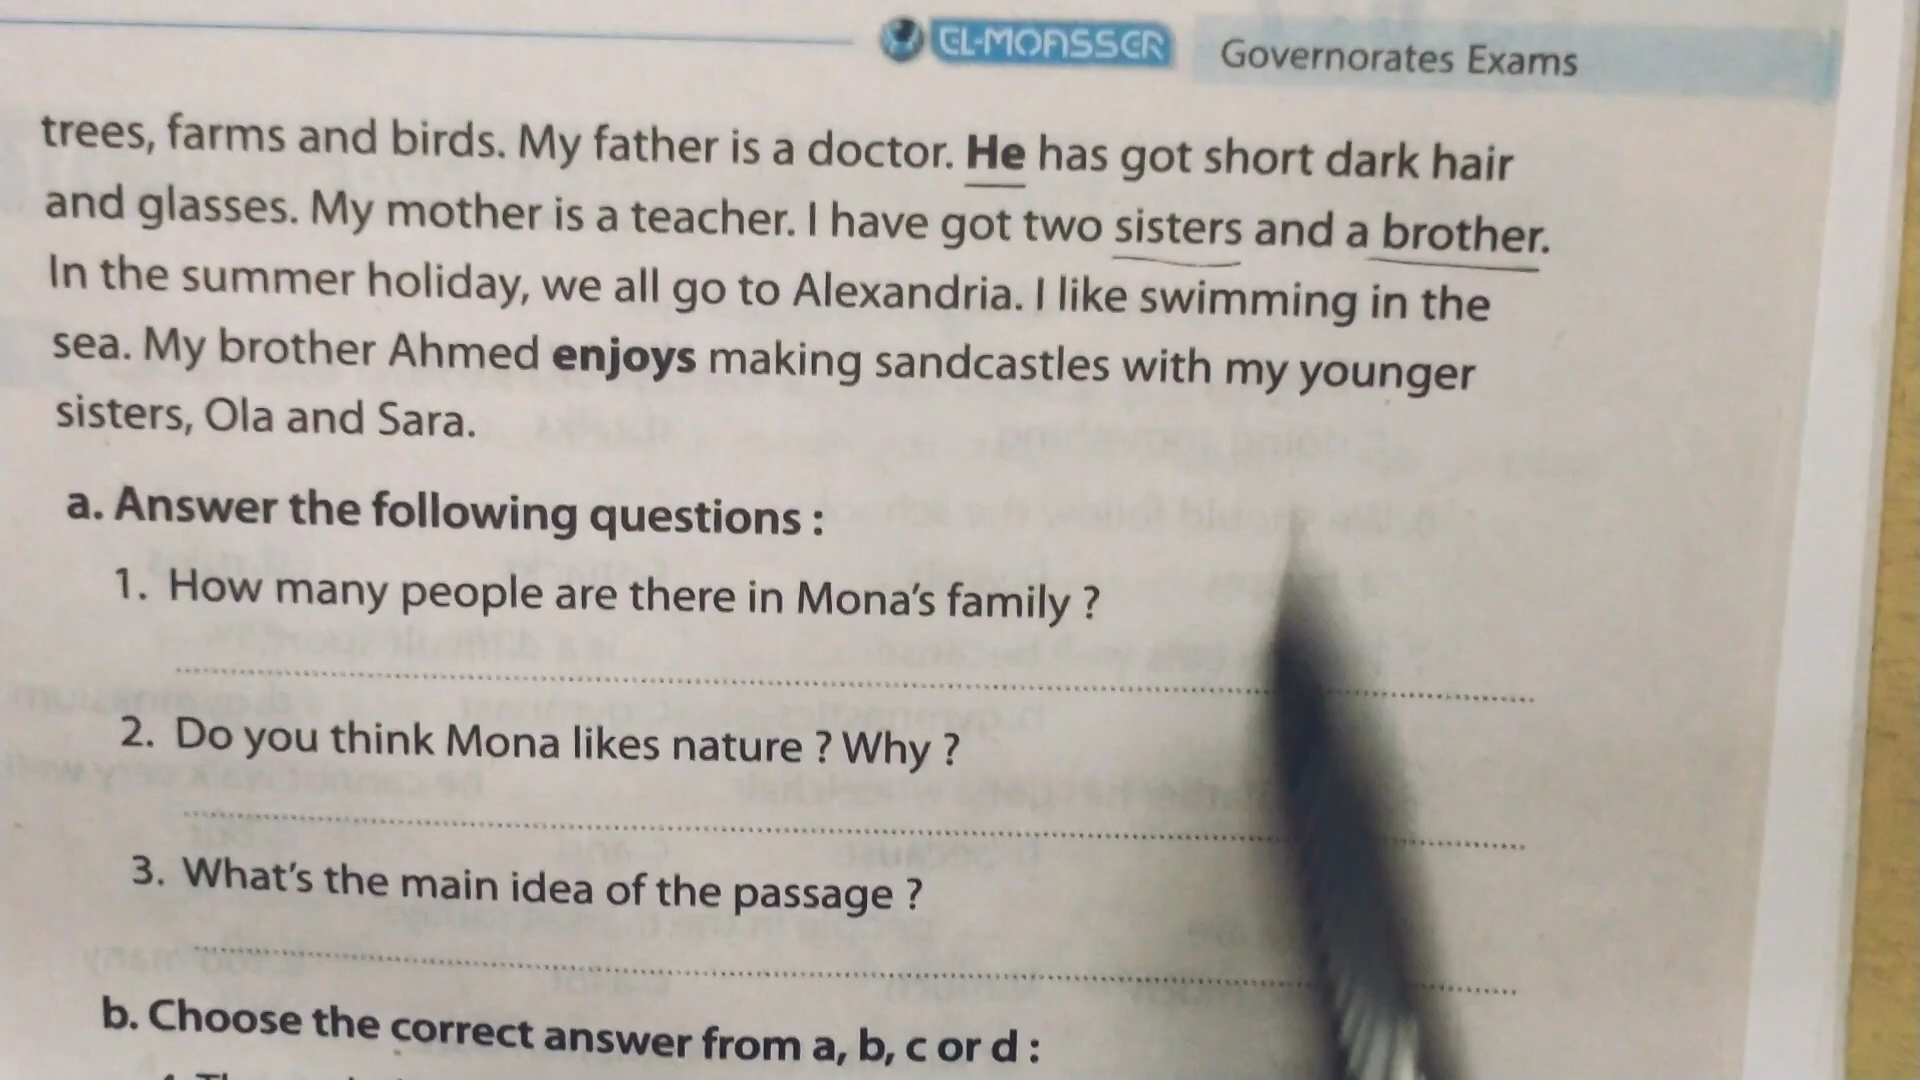 EL-MOASSER Governorates Exams
trees, farms and birds. My father is a doctor. He has got short dark hair
and glasses. My mother is a teacher. I have got two sisters and a brother.
In the summer holiday, we all go to Alexandria. I like swimming in the
sea. My brother Ahmed enjoys making sandcastles with my younger
sisters, Ola and Sara.
a. Answer the following questions :
1. How many people are there in Mona's family ?
2. Do you think Mona likes nature ? Why ?
3. What's the main idea of the passage ?
b. Choose the correct answer from a, b, c or d :